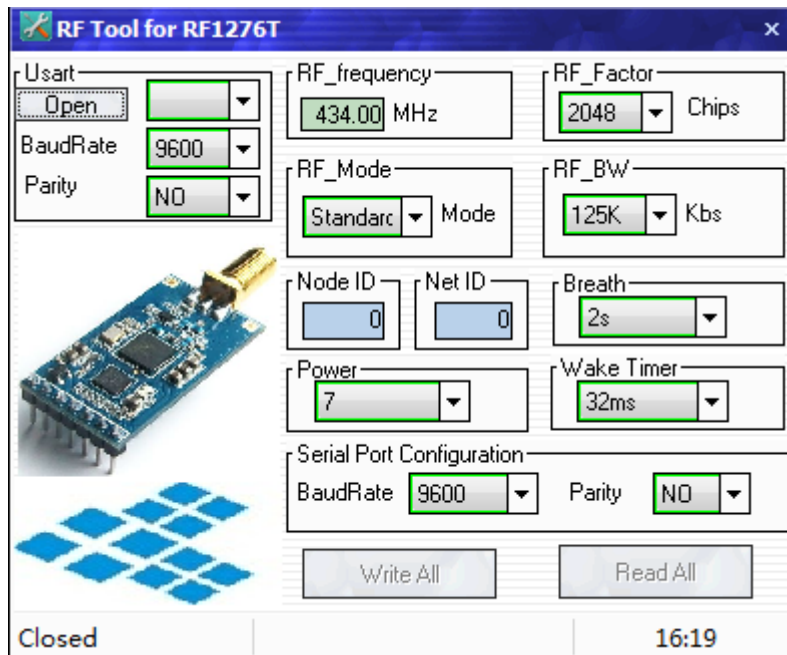 RF Tool for RF1276T
Usart
Open
BaudRate 9600
Parity NO
RF_frequency
434.00 MHz
RF_Factor
2048 Chips
RF_Mode
Standarc Mode
RF_BW
125K Kbs
Node ID
0
Net ID
0
Breath
2s
Power
7
Wake Timer
32ms
Serial Port Configuration
BaudRate 9600 Parity NO
Write All Read All
Closed 16:19